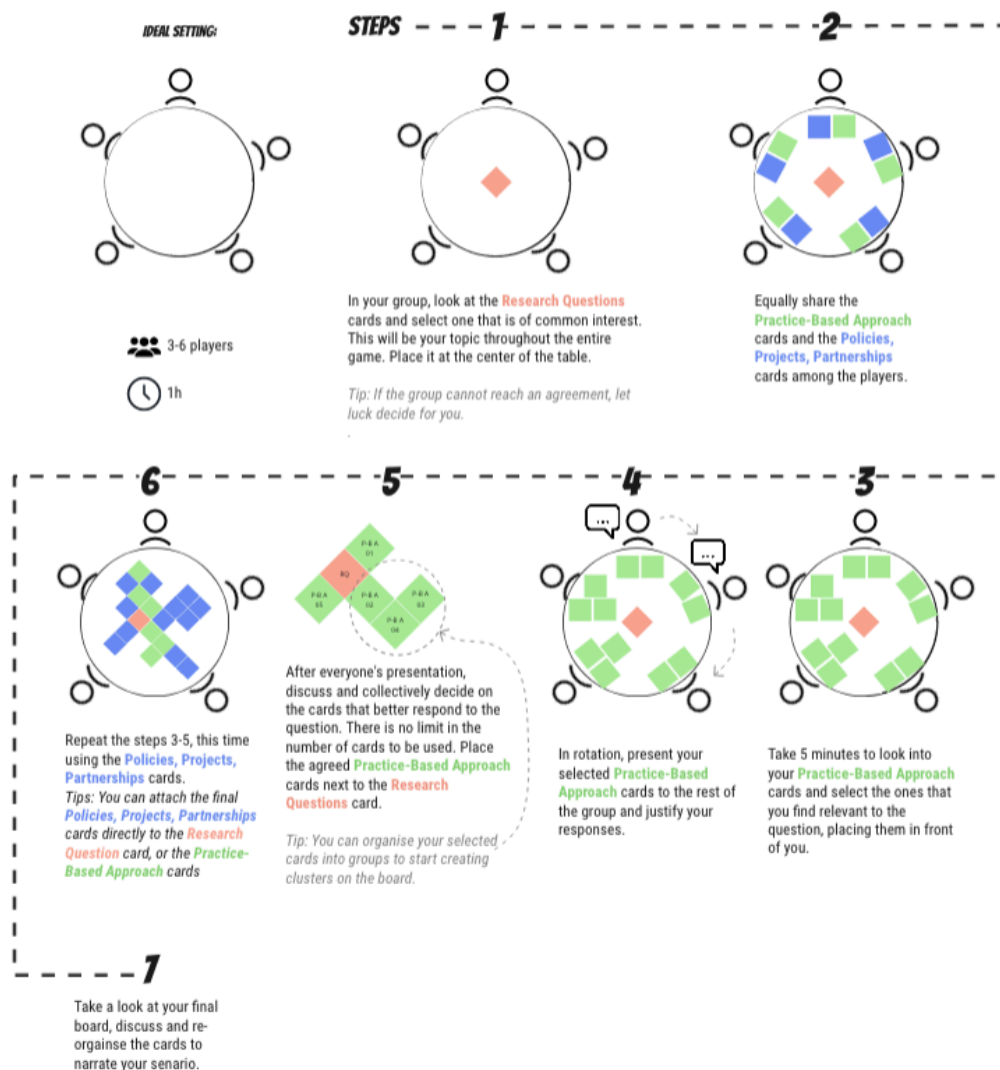 IDEAL SETTING:
3-6 players
1h
STEPS
1
In your group, look at the Research Questions
cards and select one that is of common interest.
This will be your topic throughout the entire
game. Place it at the center of the table.
Tip: If the group cannot reach an agreement, let
luck decide for you.
.
2
Equally share the
Practice-Based Approach
cards and the Policies,
Projects, Partnerships
cards among the players.
3
Take 5 minutes to look into
your Practice-Based Approach
cards and select the ones that
you find relevant to the
question, placing them in front
of you.
4
...
...
In rotation, present your
selected Practice-Based
Approach cards to the rest of
the group and justify your
responses.
5
P-B A
01
RQ
P-B A
05
P-B A
02
P-B A
03
P-B A
04
After everyone's presentation,
discuss and collectively decide on
the cards that better respond to the
question. There is no limit in the
number of cards to be used. Place
the agreed Practice-Based Approach
cards next to the Research
Questions card.
Tip: You can organise your selected
cards into groups to start creating
clusters on the board.
6
Repeat the steps 3-5, this time
using the Policies, Projects,
Partnerships cards.
Tips: You can attach the final
Policies, Projects, Partnerships
cards directly to the Research
Question card, or the Practice-
Based Approach cards
7
Take a look at your final
board, discuss and re-
orgainse the cards to
narrate your senario.